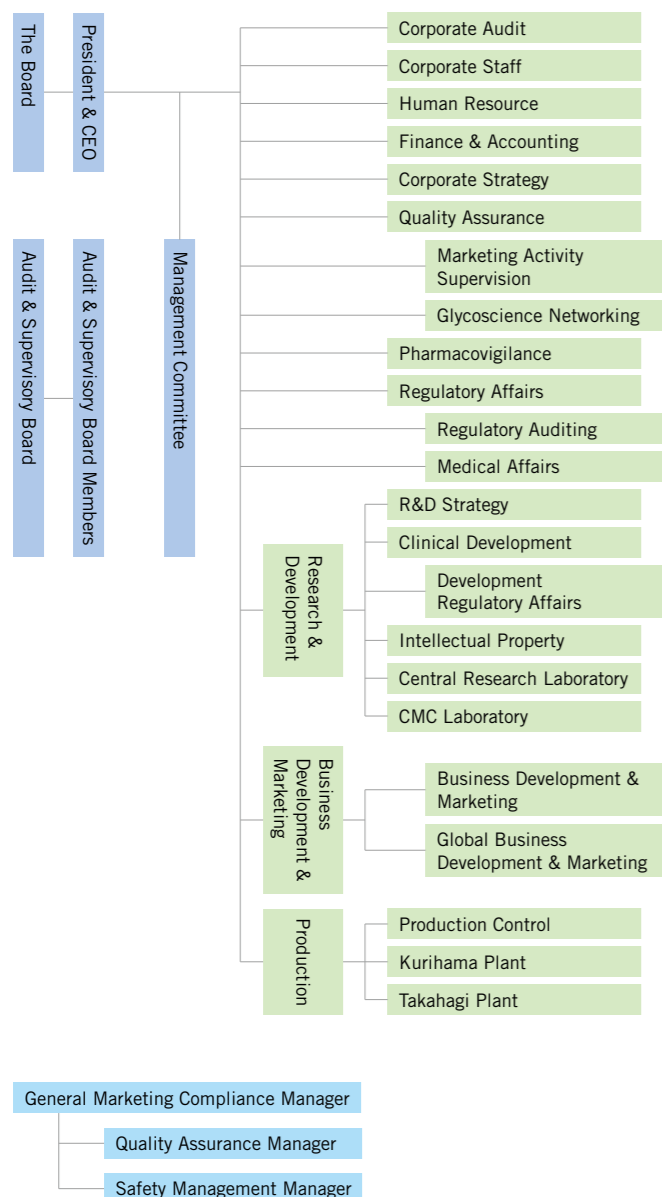 The Board
President & CEO
Audit & Supervisory Board
Audit & Supervisory Board Members
Management Committee
Corporate Audit
Corporate Staff
Human Resource
Finance & Accounting
Corporate Strategy
Quality Assurance
Marketing Activity
Supervision
Glycoscience Networking
Pharmacovigilance
Regulatory Affairs
Regulatory Auditing
Medical Affairs
Research &
Development
R&D Strategy
Clinical Development
Development
Regulatory Affairs
Intellectual Property
Central Research Laboratory
CMC Laboratory
Business
Development &
Marketing
Business Development &
Marketing
Global Business
Development & Marketing
Production
Production Control
Kurihama Plant
Takahagi Plant
General Marketing Compliance Manager
Quality Assurance Manager
Safety Management Manager